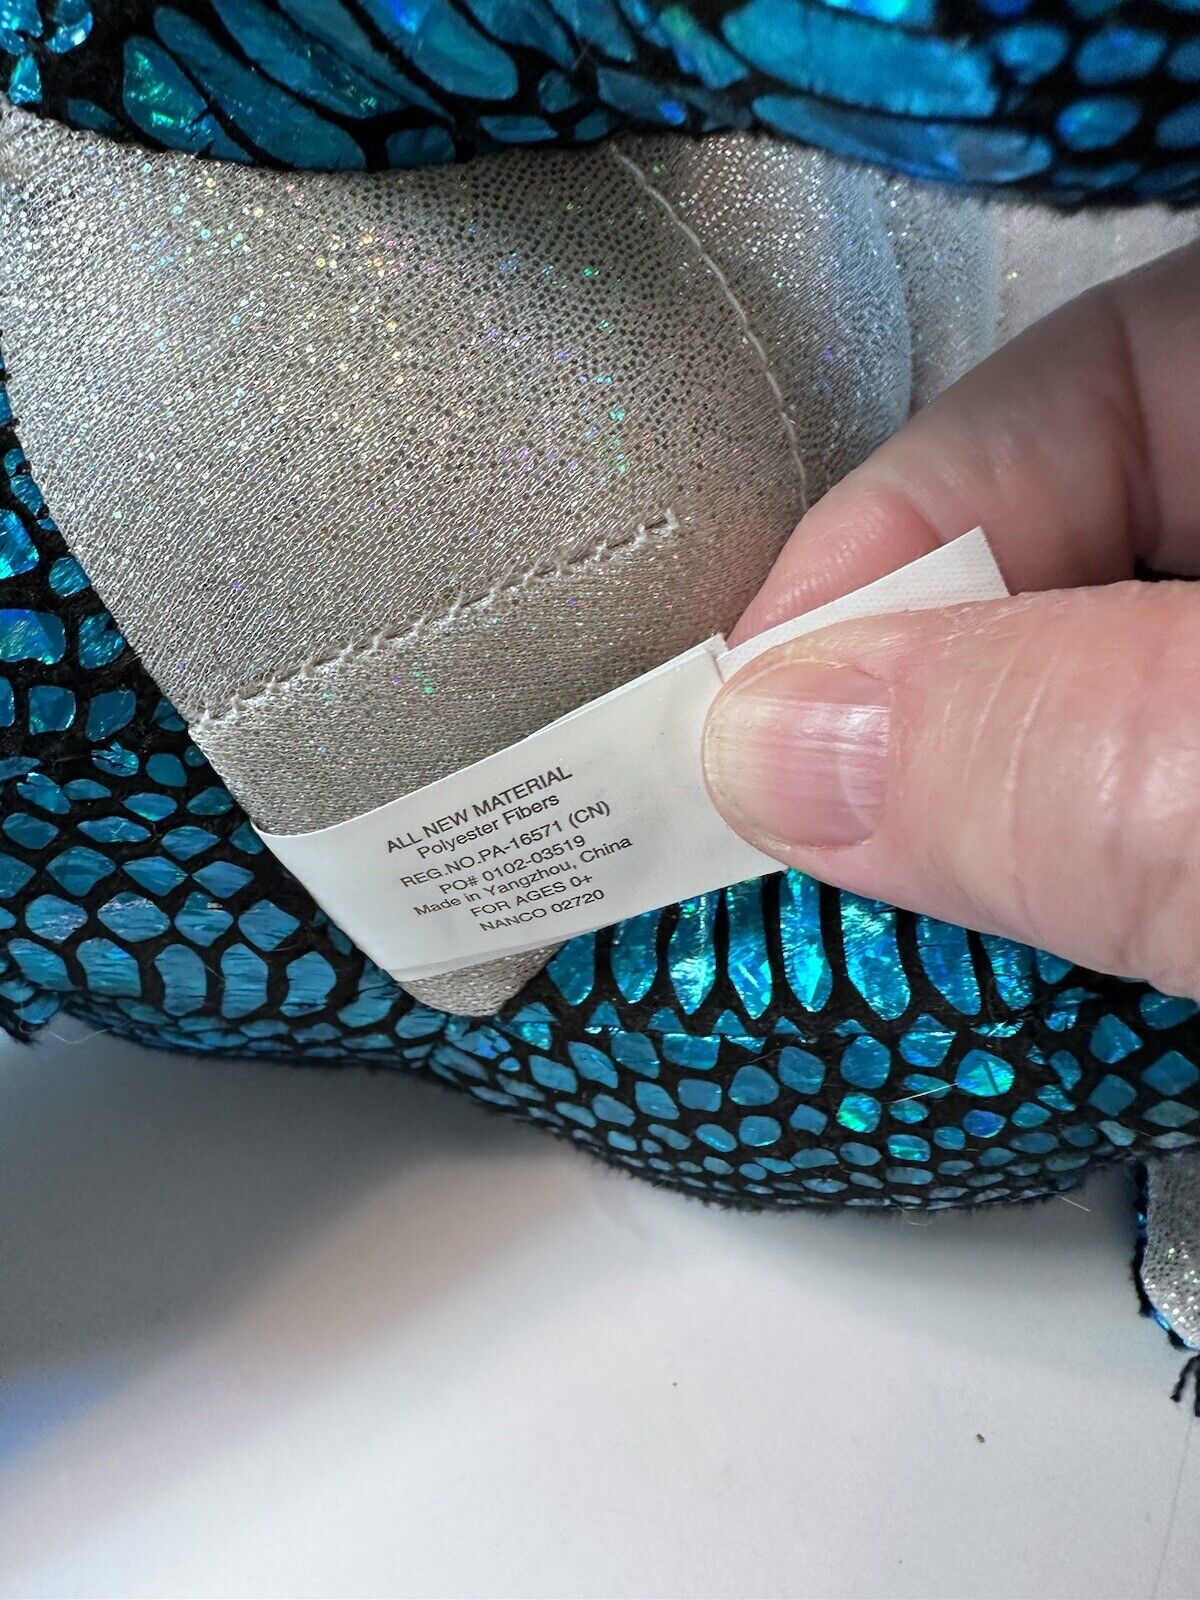 ALL NEW MATERIAL
Polyester Fibers
REG.NO.PA-16571 (CN)
PO# 0102-03519
Made in Yangzhou, China
FOR AGES 0+
NANCO 02720